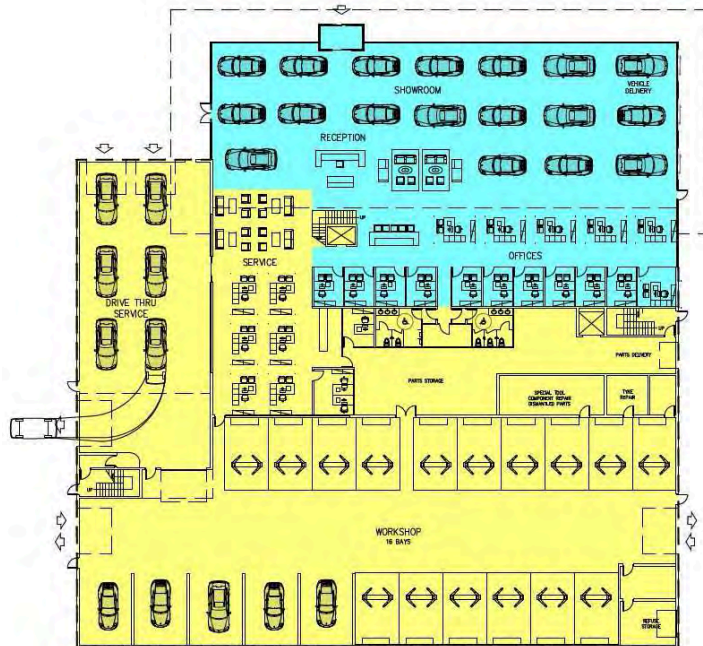 SHOWROOM
VEHICLE
DELIVERY
RECEPTION
UP
SERVICE
OFFICES
DRIVE THRU
SERVICE
UP
PARTS DELIVERY
PARTS STORAGE
SPECIAL TOOL
COMPONENT REPAIR
DISMANTLED PARTS
TYRE
REPAIR
UP
WORKSHOP
16 BAYS
REFUSE
STORAGE